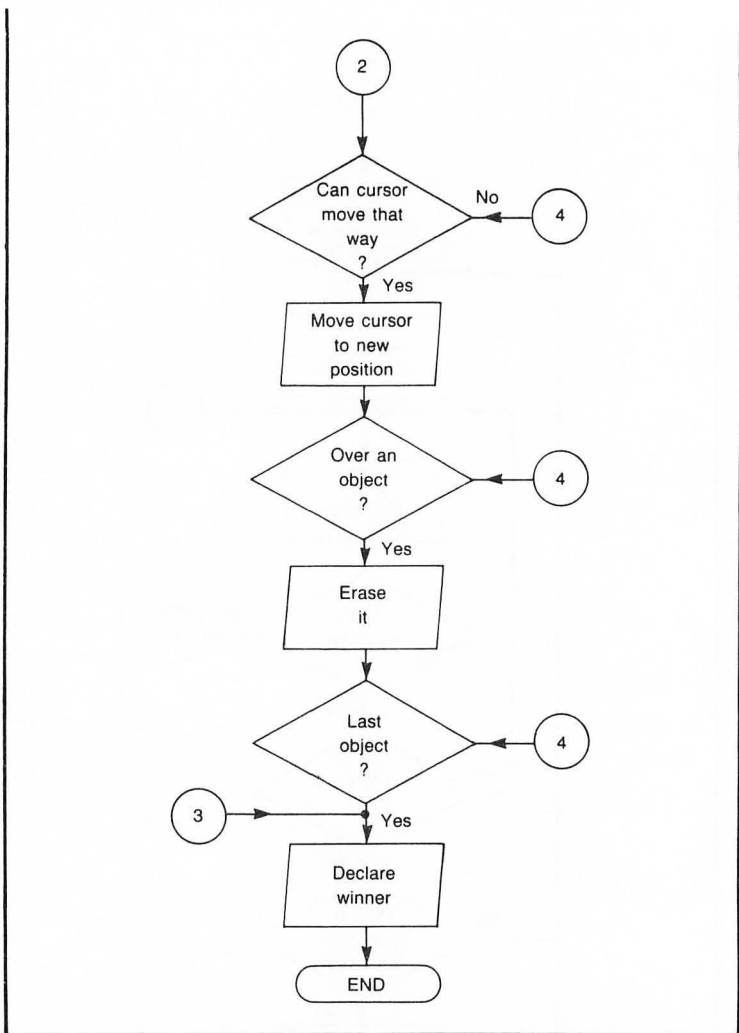 2
Can cursor
move that
way
?
No
4
Yes
Move cursor
to new
position
Over an
object
?
4
Yes
Erase
it
Last
object
?
4
3
Yes
Declare
winner
END